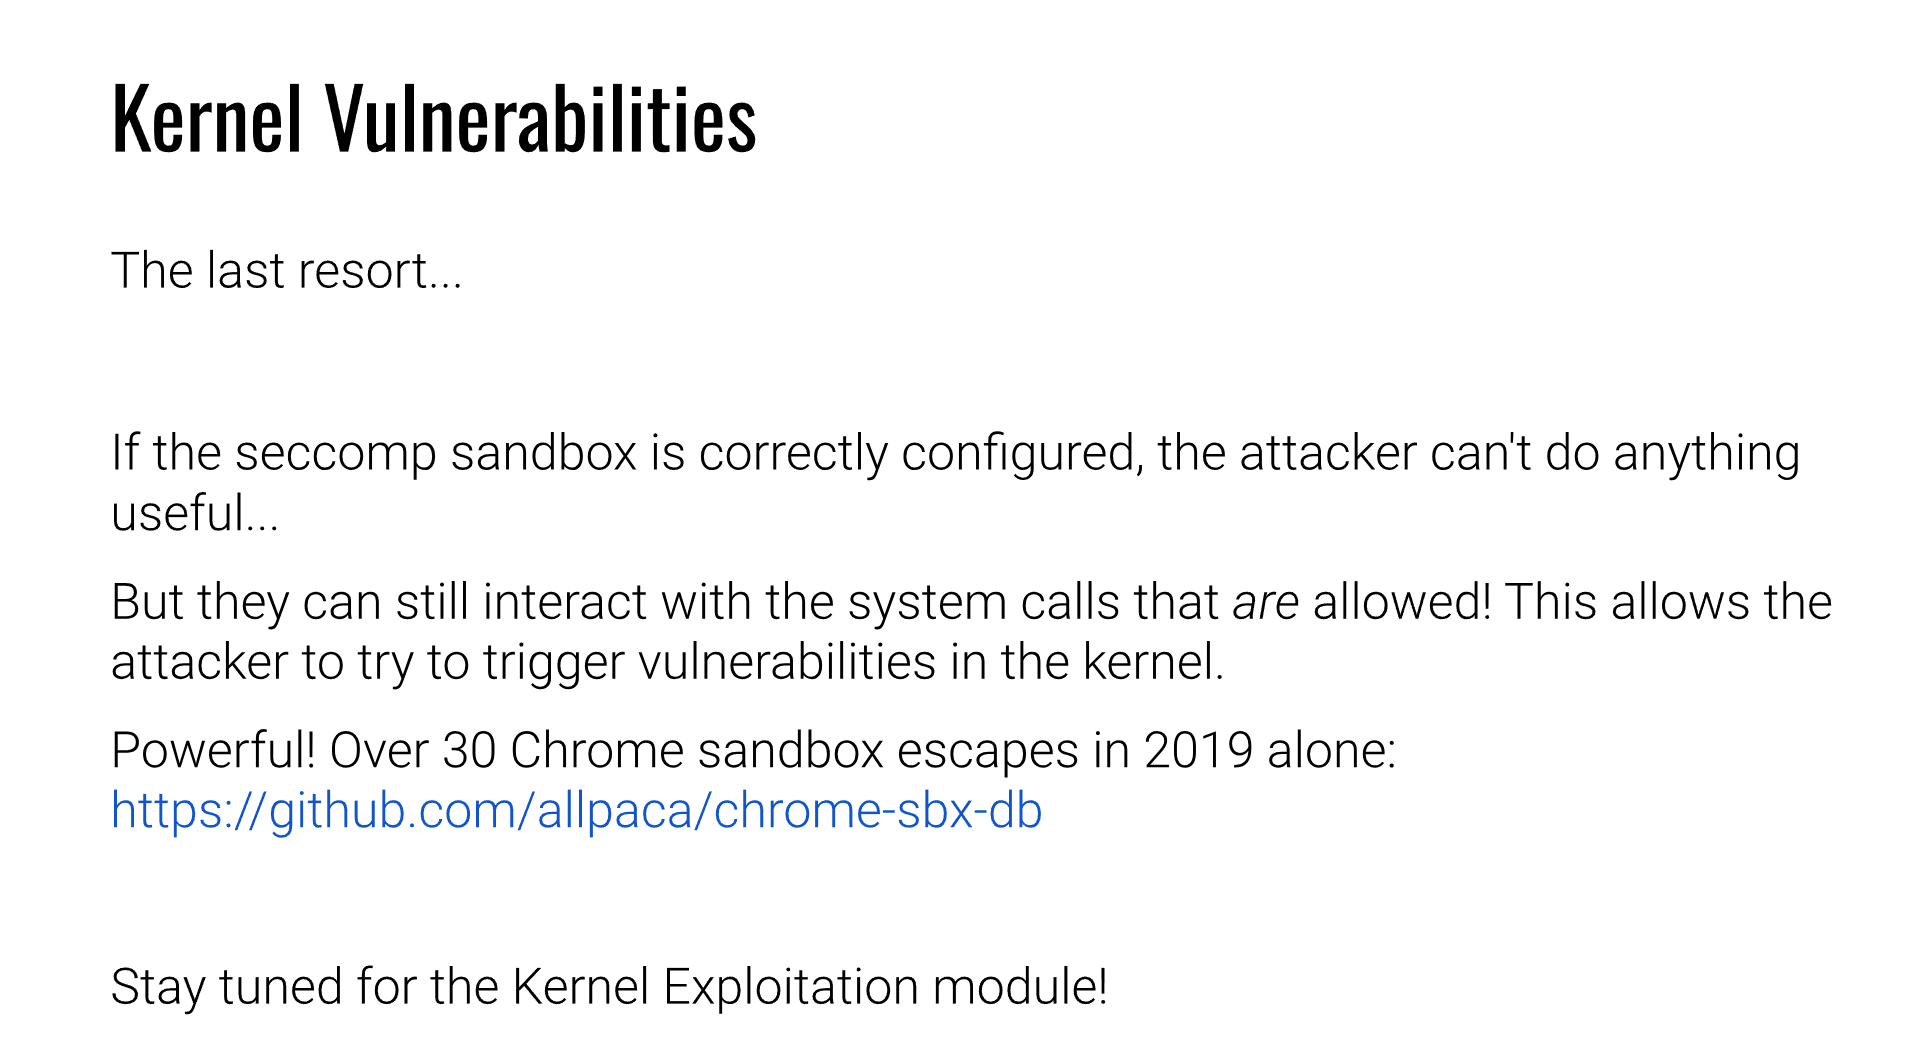 Kernel Vulnerabilities
The last resort...
If the seccomp sandbox is correctly configured, the attacker can't do anything
useful...
But they can still interact with the system calls that are allowed! This allows the
attacker to try to trigger vulnerabilities in the kernel.
Powerful! Over 30 Chrome sandbox escapes in 2019 alone:
https://github.com/allpaca/chrome-sbx-db
Stay tuned for the Kernel Exploitation module!